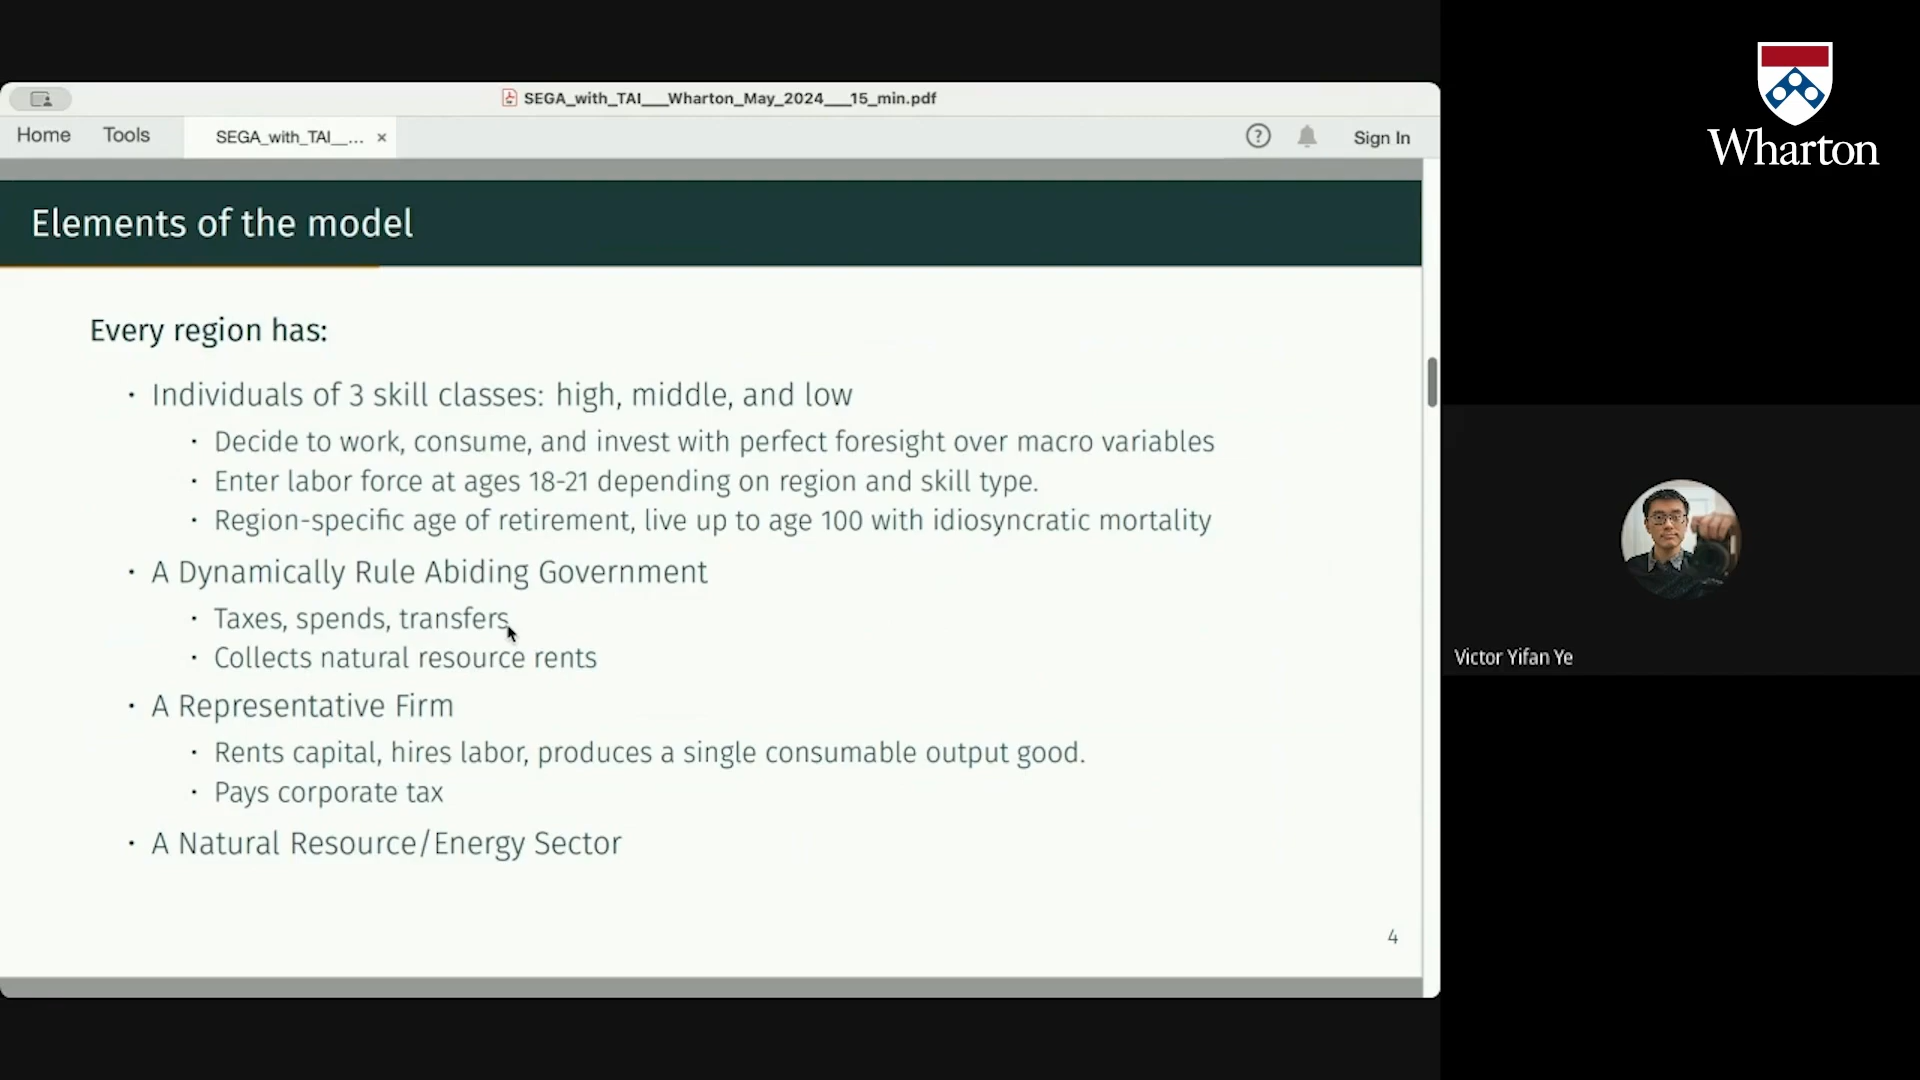 SEGA_with_TAI___Wharton_May_2024___15_min.pdf
Home Tools SEGA_with_TAI__... × ? Sign In
Wharton
Elements of the model
Every region has:
· Individuals of 3 skill classes: high, middle, and low
· Decide to work, consume, and invest with perfect foresight over macro variables
· Enter labor force at ages 18-21 depending on region and skill type.
· Region-specific age of retirement, live up to age 100 with idiosyncratic mortality
· A Dynamically Rule Abiding Government
· Taxes, spends, transfers
· Collects natural resource rents
· A Representative Firm
· Rents capital, hires labor, produces a single consumable output good.
· Pays corporate tax
· A Natural Resource/Energy Sector
4
Victor Yifan Ye